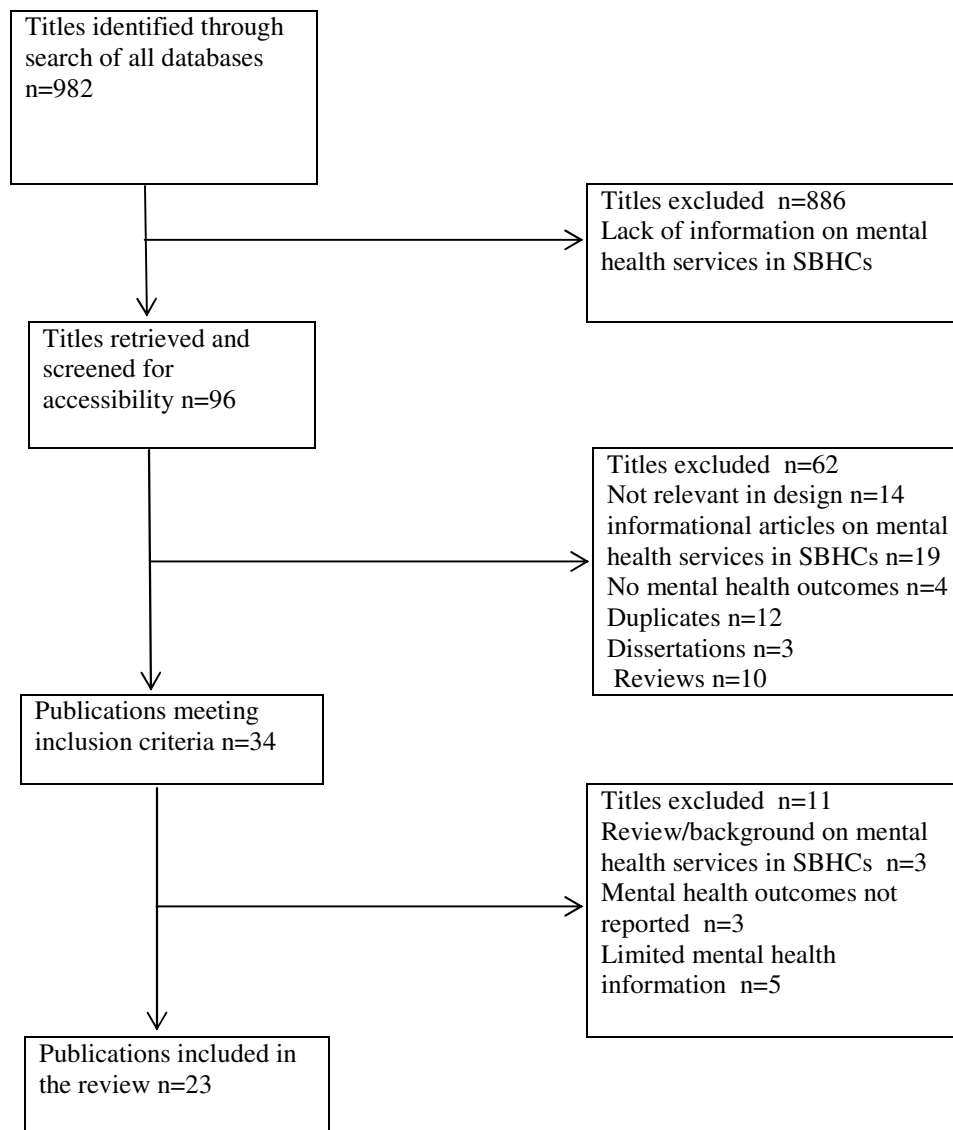 Titles identified through
search of all databases
n=982
Titles excluded n=886
Lack of information on mental
health services in SBHCs
Titles retrieved and
screened for
accessibility n=96
Titles excluded n=62
Not relevant in design n=14
informational articles on mental
health services in SBHCs n=19
No mental health outcomes n=4
Duplicates n=12
Dissertations n=3
Reviews n=10
Publications meeting
inclusion criteria n=34
Titles excluded n=11
Review/background on mental
health services in SBHCs n=3
Mental health outcomes not
reported n=3
Limited mental health
information n=5
Publications included in
the review n=23